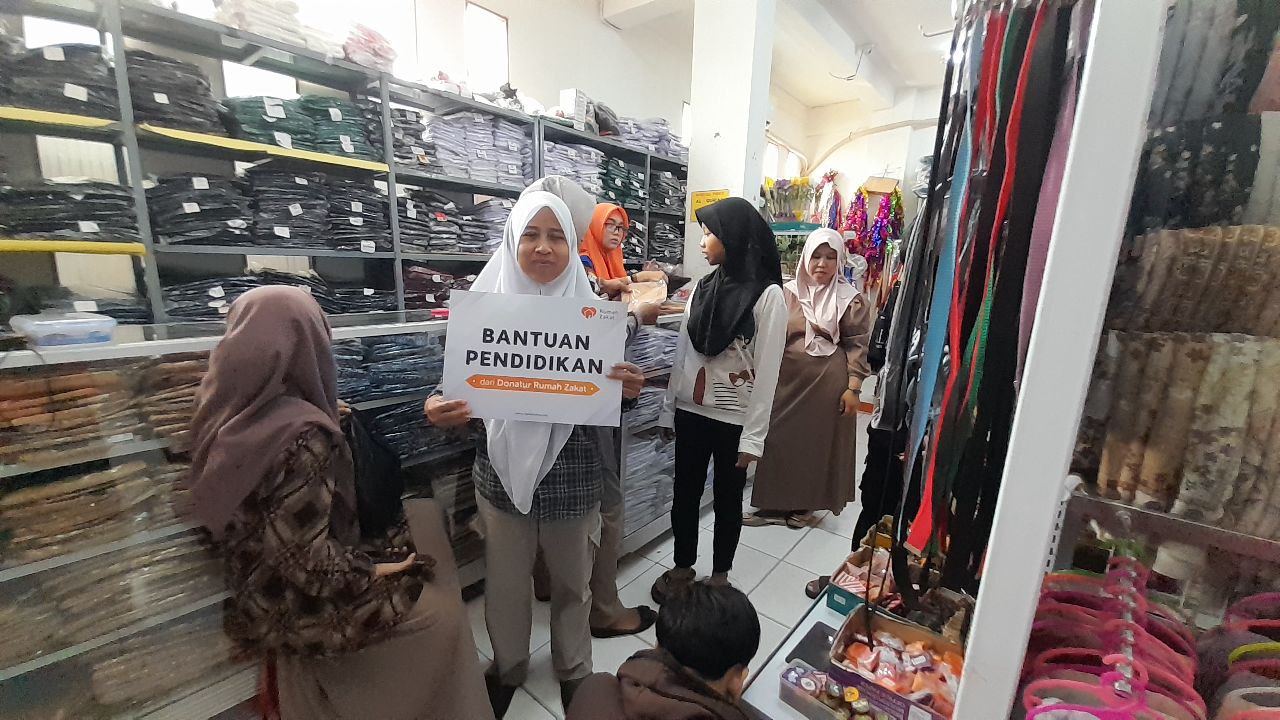 Rumah
Zakat
BANTUAN
PENDIDIKAN
dari Donatur Rumah Zakat